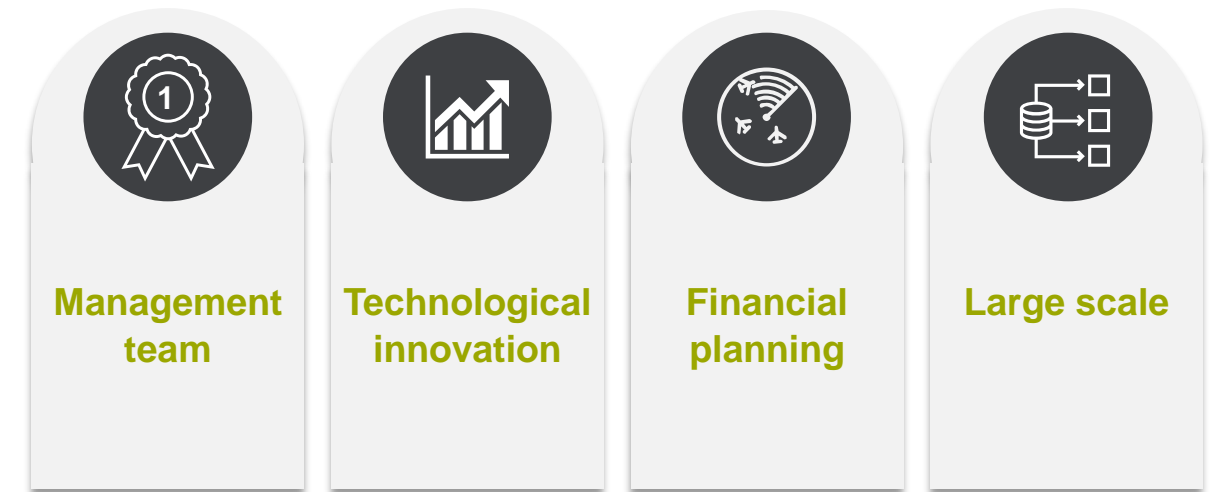 1
Management
team
Technological
innovation
Financial
planning
Large scale